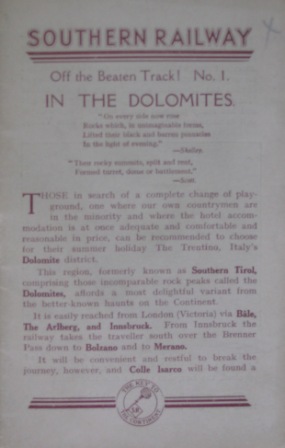 SOUTHERN RAILWAY
Off the Beaten Track! No. 1.
IN THE DOLOMITES.
"On every side now rose
Rocks which, in unimaginable forms,
Lifted their black and barren pinnacles
In the light of evening."
—Shelley.
"Their rocky summits, split and rent,
Formed turret, dome or battlement,"
—Scott.
THOSE in search of a complete change of play-
ground, one where our own countrymen are
in the minority and where the hotel accom-
modation is at once adequate and comfortable and
reasonable in price, can be recommended to choose
for their summer holiday The Trentino, Italy's
Dolomite district.
This region, formerly known as Southern Tirol,
comprising those incomparable rock peaks called the
Dolomites, affords a most delightful variant from
the better-known haunts on the Continent.
It is easily reached from London (Victoria) via Bâle,
The Arlberg, and Innsbruck. From Innsbruck the
railway takes the traveller south over the Brenner
Pass down to Bolzano and to Merano.
It will be convenient and restful to break the
journey, however, and Colle Isarco will be found a
THE KEY TO
THE CONTINENT